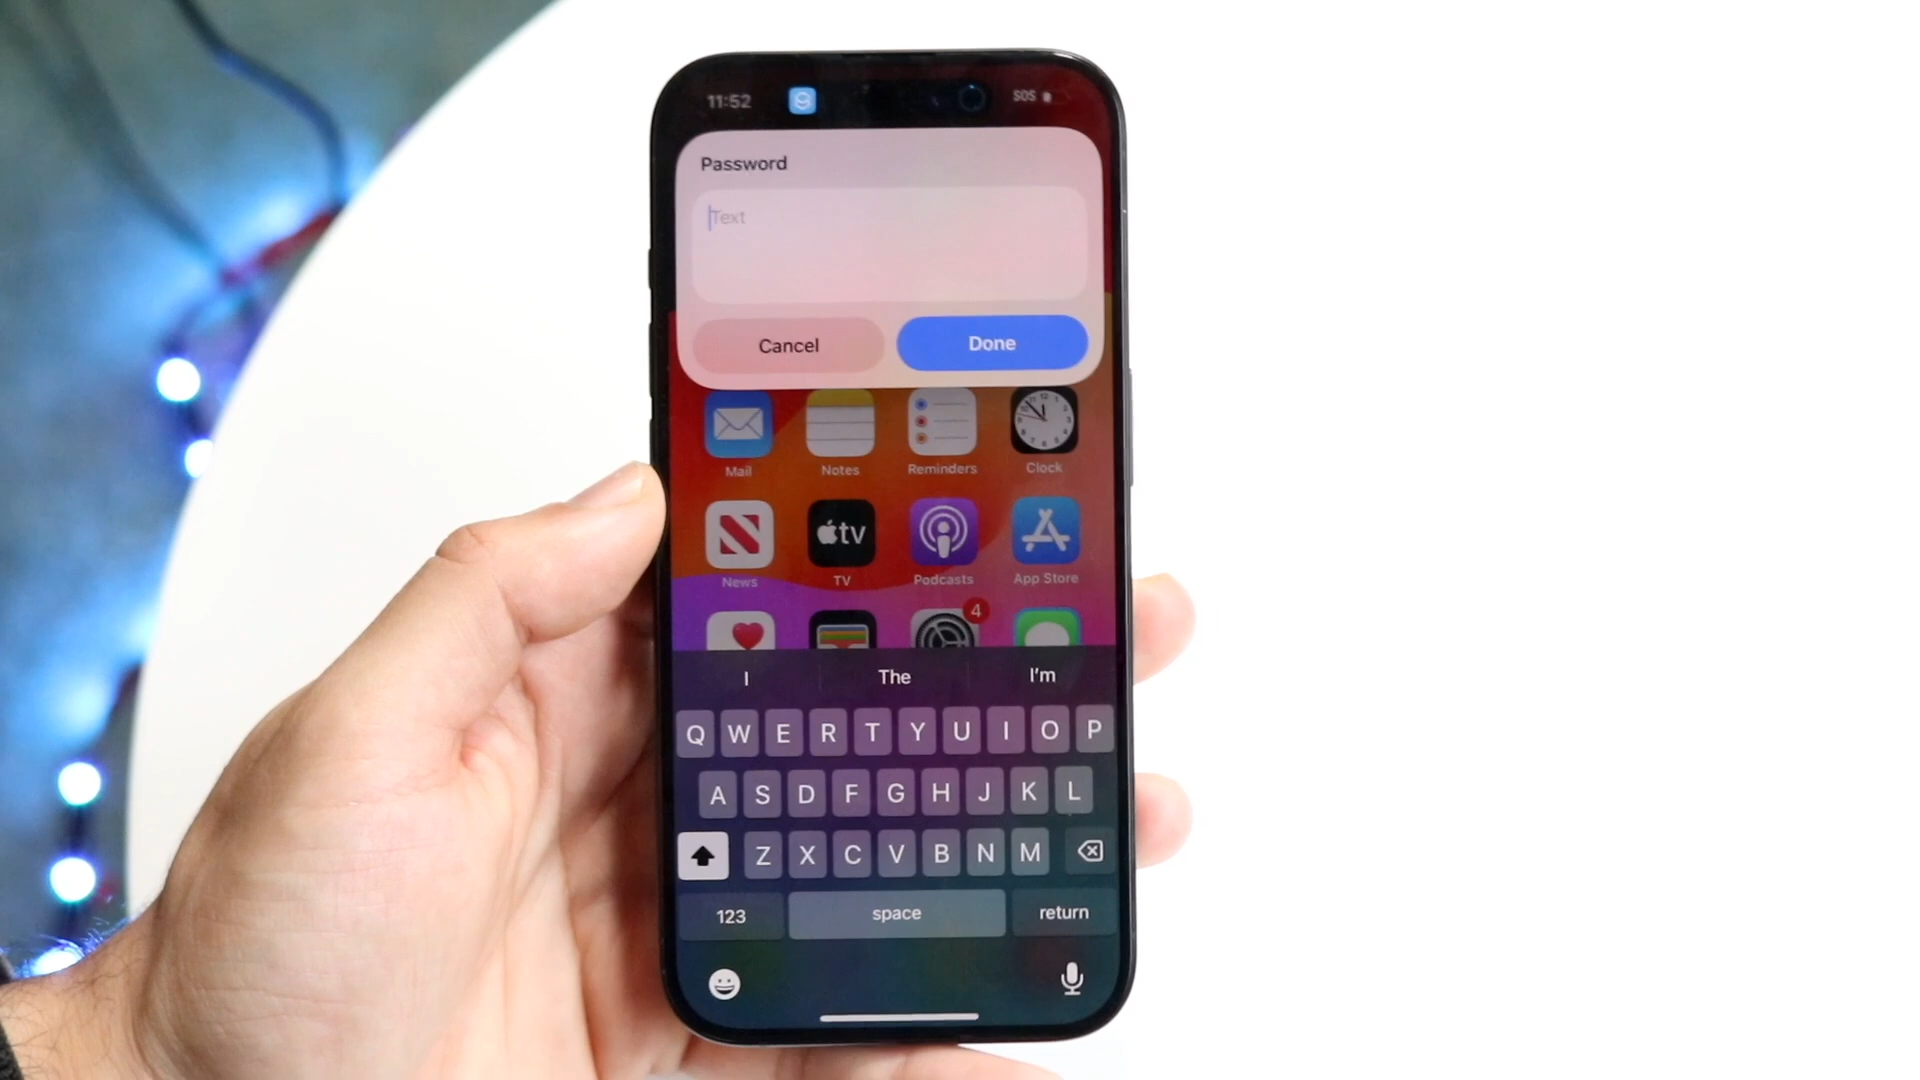 11:52 SOS
Password
Text
Cancel Done
Mail Notes Reminders Clock
tv
News TV Podcasts App Store
4
I The I'm
Q W E R T Y U I O P
A S D F G H J K L
Z X C V B N M
123 space return